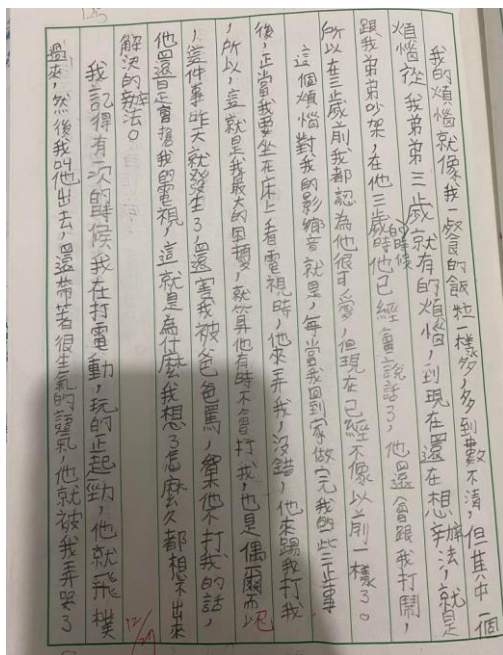 我的煩惱就像我一餐的飯粒一樣多,多到數不清,但其中一個
煩惱從我弟弟三歲就有的煩惱,到現在還在想辦法,就是
跟我弟弟吵架,在他三歲時的時候他已經會說話了,他還會跟我打鬧,
所以在三歲前我都認為他很可愛,但現在已經不像以前一樣了。
這個煩惱對我的影響音就是,每當我回到家做完我的些正事
後,正當我要坐在床上看電視時,他來弄我,沒錯,他來踢我打我
,所以,這就是我最大的困擾,就算他有時不會打我,也是偶爾而
,這件事昨天就發生了,還害我被爸爸罵,如果他不打我的話,
他還是會搶我的電視,這就是為什麼我想了怎麼久都想不出來
解決的辦法。
我記得有一次的時候我在打電動,玩的正起勁,他就飛樸
過來,然後我叫他出去,還帶著很生氣的語氣,他就被我弄哭了
12/29